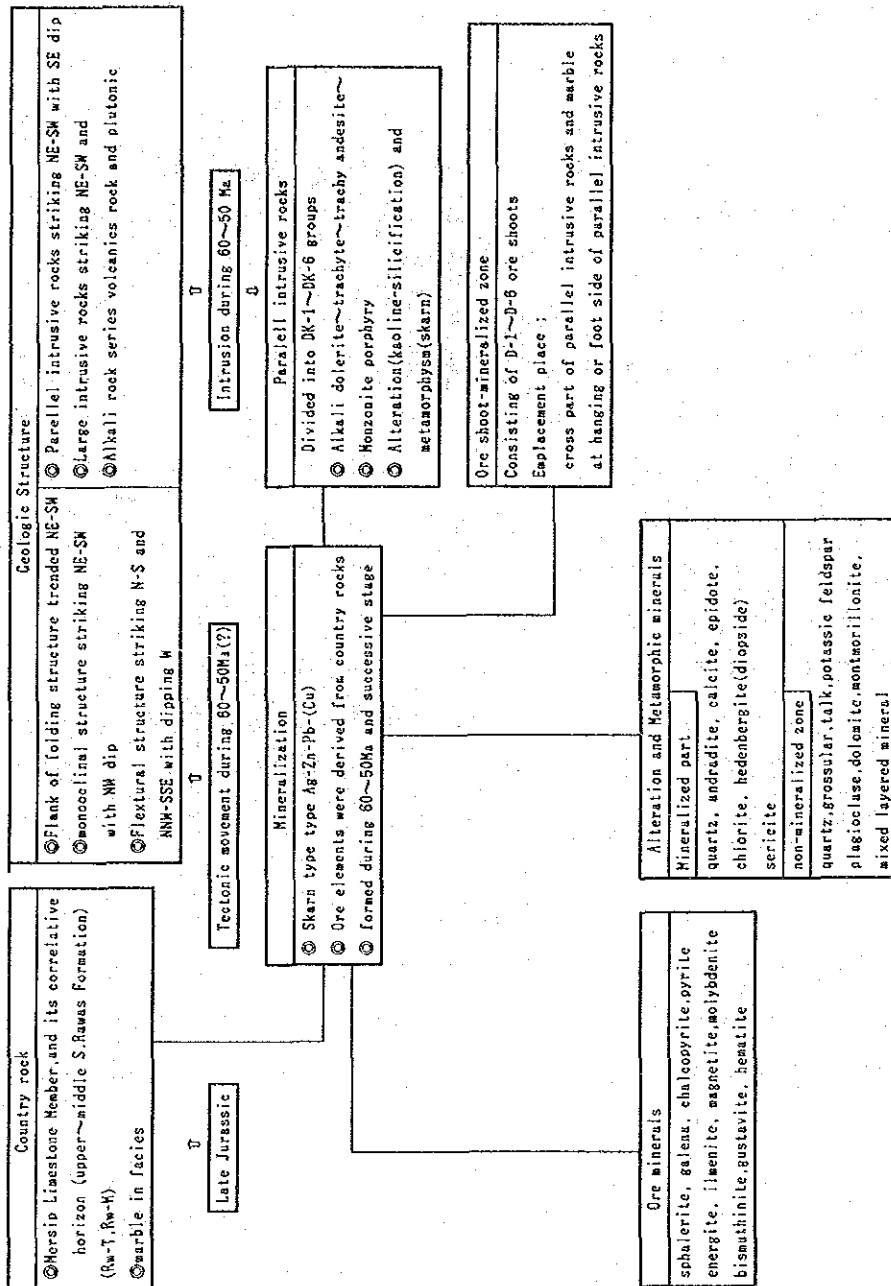 Country rock
◎Mersip Limestone Member,and its correlative
horizon (upper~middle S.Rawas Formation)
(Rw-T,Rw-M)
◎marble in facies
⇩
Late Jurassic
Geologic Structure
◎Flank of folding structure trended NE-SW
◎monoclinal structure striking NE-SW
with NW dip
◎Flextural structure striking N-S and
NNW-SSE with dipping W
◎ Parellel intrusive rocks striking NE-SW with SE dip
◎Large intrusive rocks striking NE-SW and
◎Alkali rock series volcanics rock and plutonic
⇩
Tectonic movement during 60~50Ma(?)
⇩
Intrusion during 60~50 Ma
⇩
Mineralization
◎ Skarn type type Ag-Zn-Pb-(Cu)
◎ Ore elements were derived from country rocks
◎ formed during 60~50Ma and successive stage
Paralell intrusive rocks
Divided into DK-1~DK-6 groups
◎ Alkali dolerite~trachyte~trachy andesite~
◎ Monzonite porphyry
◎ Alteration(kaoline-silicification) and
metamorphysm(skarn)
Ore shoot-mineralized zone
Consisting of D-1~D-6 ore shoots
Emplacement place ;
cross part of parallel intrusive rocks and marble
at hanging or foot side of parallel intrusive rocks
Ore minerals
sphalerite, galena, chalcopyrite,pyrite
energite, ilmenite, magnetite,molybdenite
bismuthinite,gustavite, hematite
Alteration and Metamorphic minerals
Mineralized part
quartz, andradite, calcite, epidote,
chlorite, hedenbergite(diopside)
sericite
non-mineralized zone
quartz,grossular,talk,potassic feldspar
plagiocluse,dolomite,montmorillonite,
mixed layered mineral